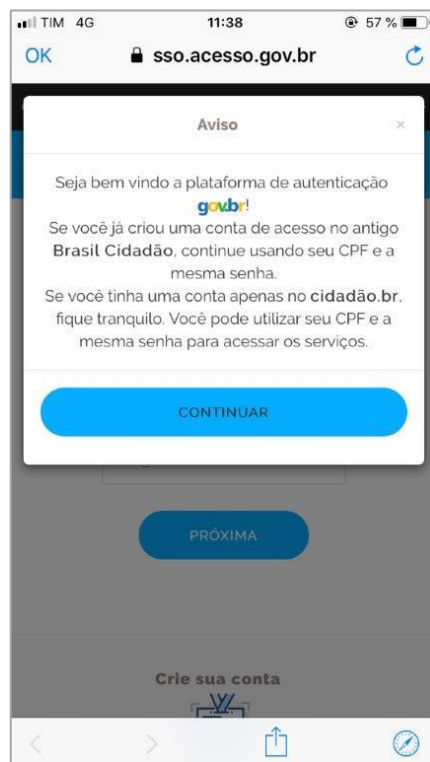 TIM 4G 11:38 57 %
OK sso.acesso.gov.br
Aviso ×
Seja bem vindo a plataforma de autenticação
gov.br!
Se você já criou uma conta de acesso no antigo
Brasil Cidadão, continue usando seu CPF e a
mesma senha.
Se você tinha uma conta apenas no cidadão.br,
fique tranquilo. Você pode utilizar seu CPF e a
mesma senha para acessar os serviços.
CONTINUAR
PRÓXIMA
Crie sua conta